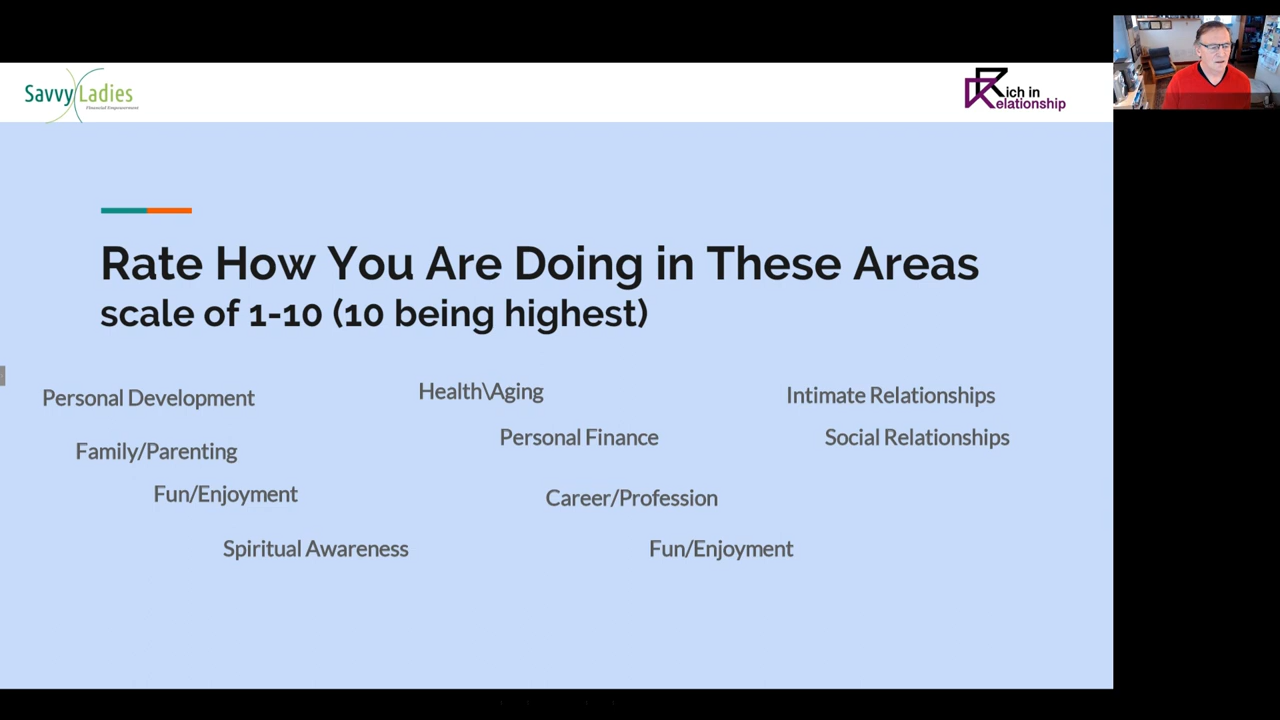 Savvy Ladies
Financial Empowerment
Rich in
Relationship
Rate How You Are Doing in These Areas
scale of 1-10 (10 being highest)
Personal Development
Health\Aging
Intimate Relationships
Family/Parenting
Personal Finance
Social Relationships
Fun/Enjoyment
Career/Profession
Spiritual Awareness
Fun/Enjoyment